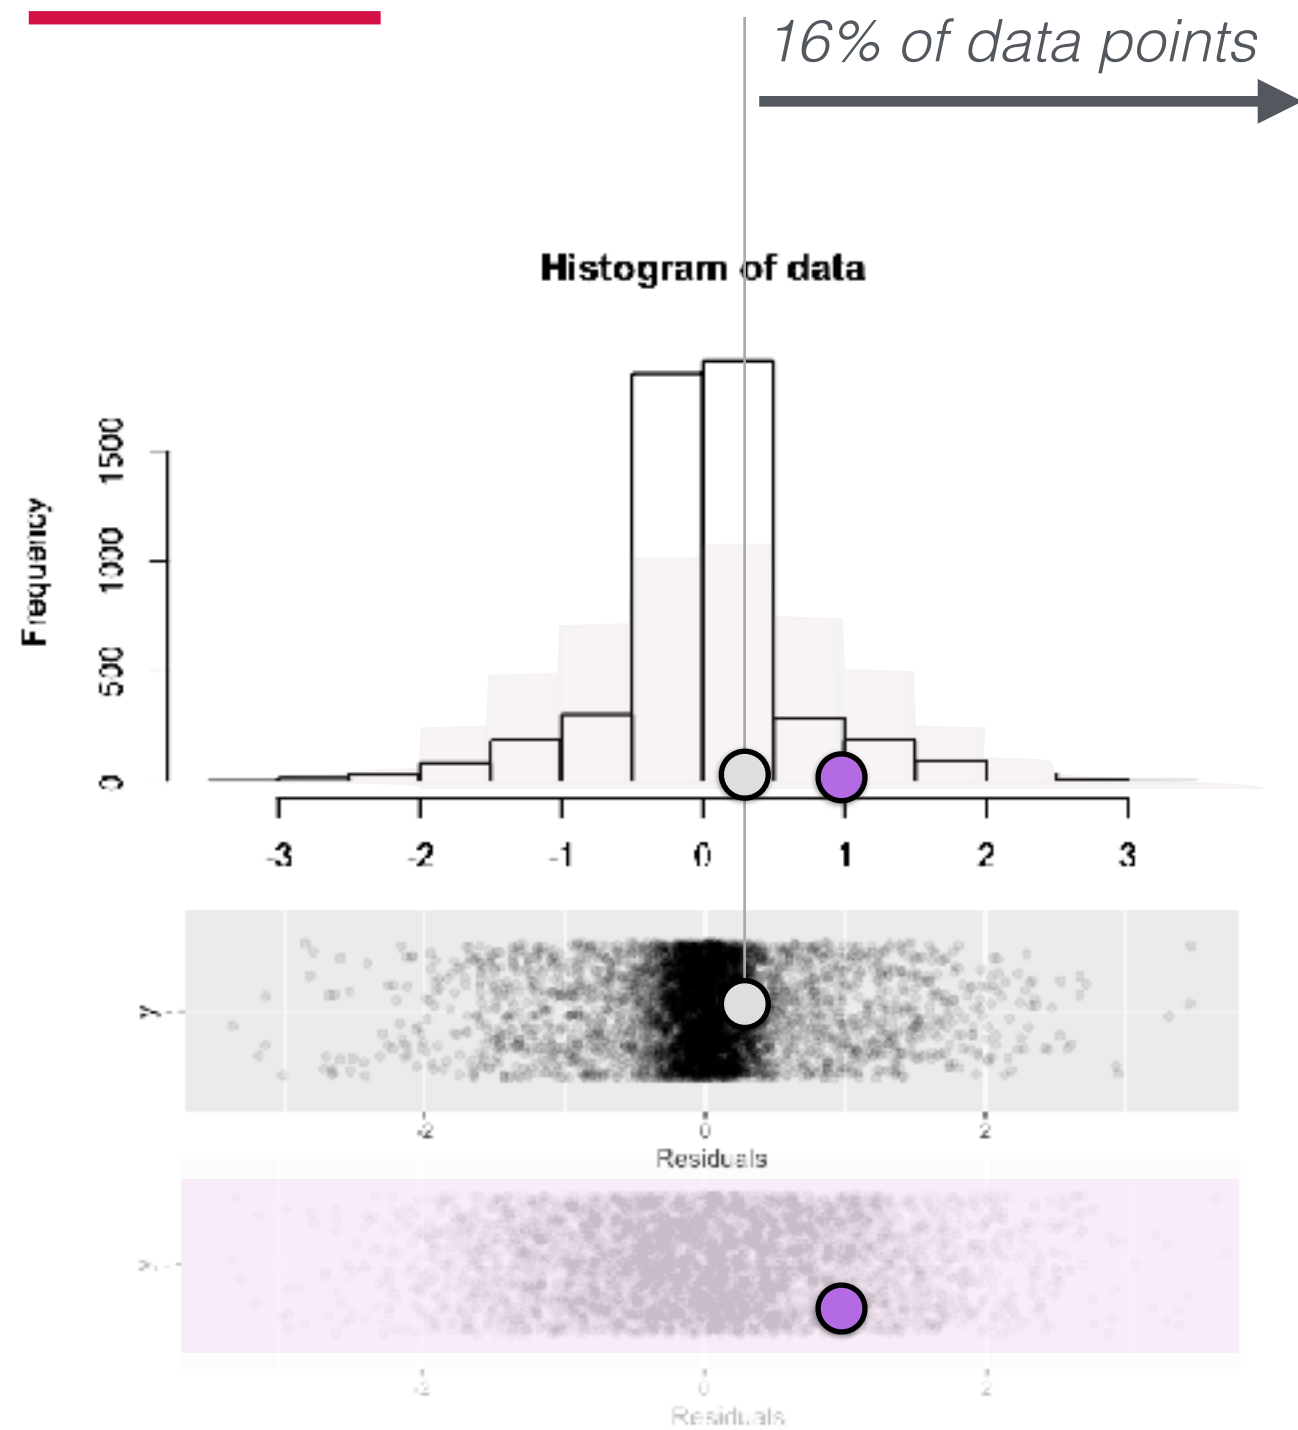 16% of data points
Histogram of data
Frequency
1500
1000
500
0
-3 -2 -1 0 1 2 3
y
-2 0 2
Residuals
y
-2 0 2
Residuals